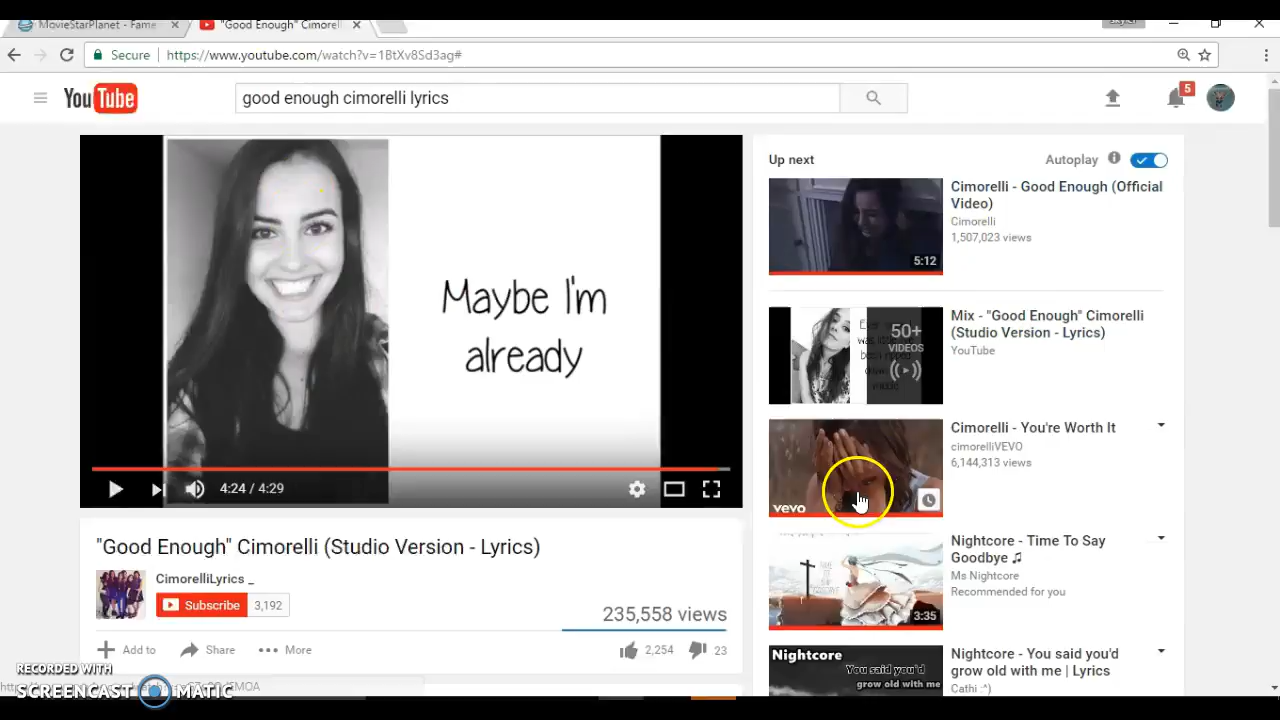 MovieStarPlanet - Fame
"Good Enough" Cimorel
Secure
https://www.youtube.com/watch?v=1BtXv8Sd3ag#
YouTube
good enough cimorelli lyrics
5
Maybe I'm
already
4:24 / 4:29
"Good Enough" Cimorelli (Studio Version - Lyrics)
CimorelliLyrics _
Subscribe 3,192
235,558 views
Add to Share More 2,254 23
Up next Autoplay
5:12
Cimorelli - Good Enough (Official
Video)
Cimorelli
1,507,023 views
50+
VIDEOS
Mix - "Good Enough" Cimorelli
(Studio Version - Lyrics)
YouTube
vevo
Cimorelli - You're Worth It
cimorelliVEVO
6,144,313 views
3:35
Nightcore - Time To Say
Goodbye ♫
Ms Nightcore
Recommended for you
Nightcore
You said you'd
grow old with me
Nightcore - You said you'd
grow old with me | Lyrics
Cathi :^)
RECORDED WITH
SCREENCAST MATIC